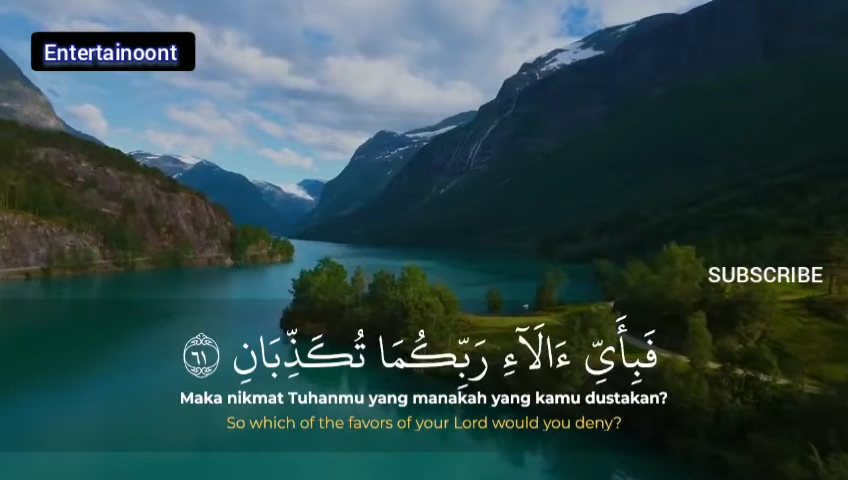 Entertainoont
SUBSCRIBE
فَبِأَيِّ ءَالَآءِ رَبِّكُمَا تُكَذِّبَانِ ٦١
Maka nikmat Tuhanmu yang manakah yang kamu dustakan?
So which of the favors of your Lord would you deny?